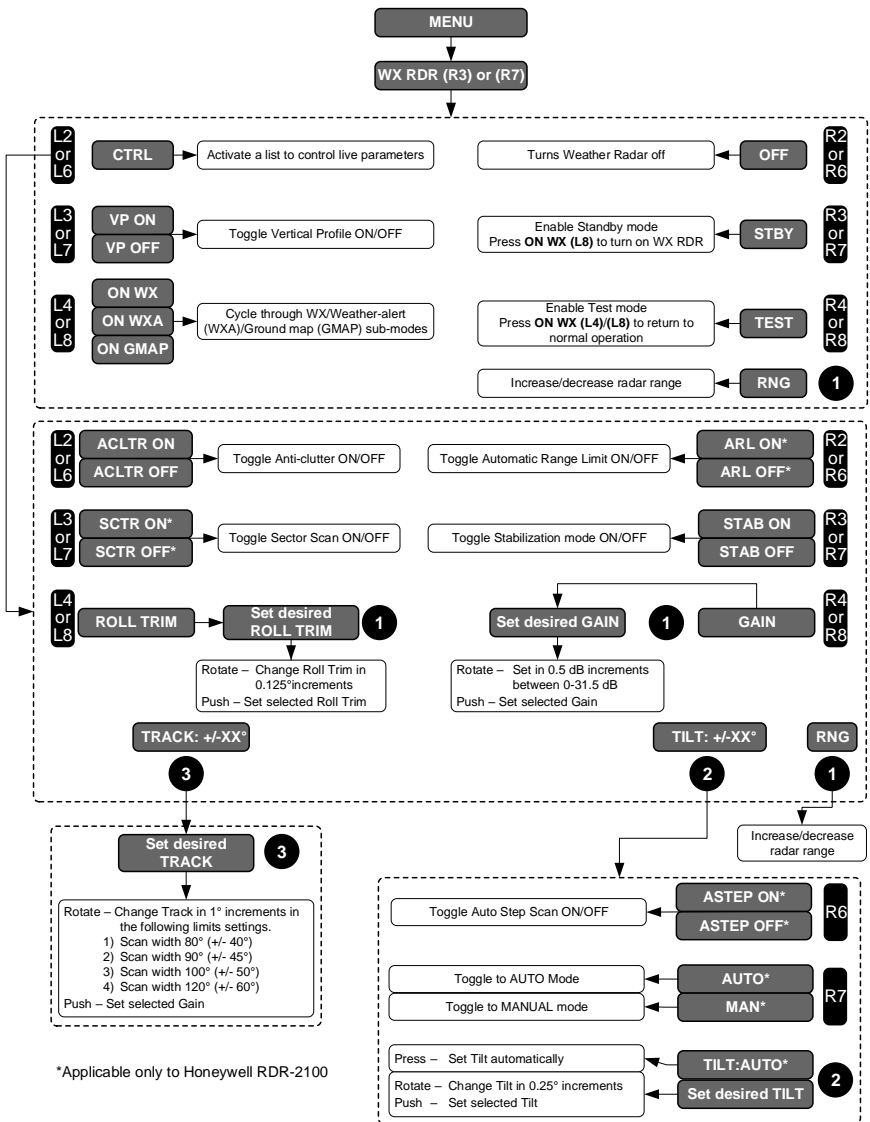 MENU
WX RDR (R3) or (R7)
L2
or
L6
CTRL
Activate a list to control live parameters
Turns Weather Radar off
OFF
R2
or
R6
L3
or
L7
VP ON
VP OFF
Toggle Vertical Profile ON/OFF
Enable Standby mode
Press ON WX (L8) to turn on WX RDR
STBY
R3
or
R7
L4
or
L8
ON WX
ON WXA
ON GMAP
Cycle through WX/Weather-alert
(WXA)/Ground map (GMAP) sub-modes
Enable Test mode
Press ON WX (L4)/(L8) to return to
normal operation
TEST
R4
or
R8
Increase/decrease radar range
RNG
1
L2
or
L6
ACLTR ON
ACLTR OFF
Toggle Anti-clutter ON/OFF
Toggle Automatic Range Limit ON/OFF
ARL ON*
ARL OFF*
R2
or
R6
L3
or
L7
SCTR ON*
SCTR OFF*
Toggle Sector Scan ON/OFF
Toggle Stabilization mode ON/OFF
STAB ON
STAB OFF
R3
or
R7
L4
or
L8
ROLL TRIM
Set desired
ROLL TRIM
1
Set desired GAIN
1
GAIN
R4
or
R8
Rotate – Change Roll Trim in
0.125°increments
Push – Set selected Roll Trim
Rotate – Set in 0.5 dB increments
between 0-31.5 dB
Push – Set selected Gain
TRACK: +/-XX°
3
TILT: +/-XX°
2
RNG
1
Set desired
TRACK
3
Increase/decrease
radar range
Rotate – Change Track in 1° increments in
the following limits settings.
1) Scan width 80° (+/- 40°)
2) Scan width 90° (+/- 45°)
3) Scan width 100° (+/- 50°)
4) Scan width 120° (+/- 60°)
Push – Set selected Gain
Toggle Auto Step Scan ON/OFF
ASTEP ON*
ASTEP OFF*
R6
Toggle to AUTO Mode
Toggle to MANUAL mode
AUTO*
MAN*
R7
Press – Set Tilt automatically
TILT:AUTO*
Rotate – Change Tilt in 0.25° increments
Push – Set selected Tilt
Set desired TILT
2
*Applicable only to Honeywell RDR-2100